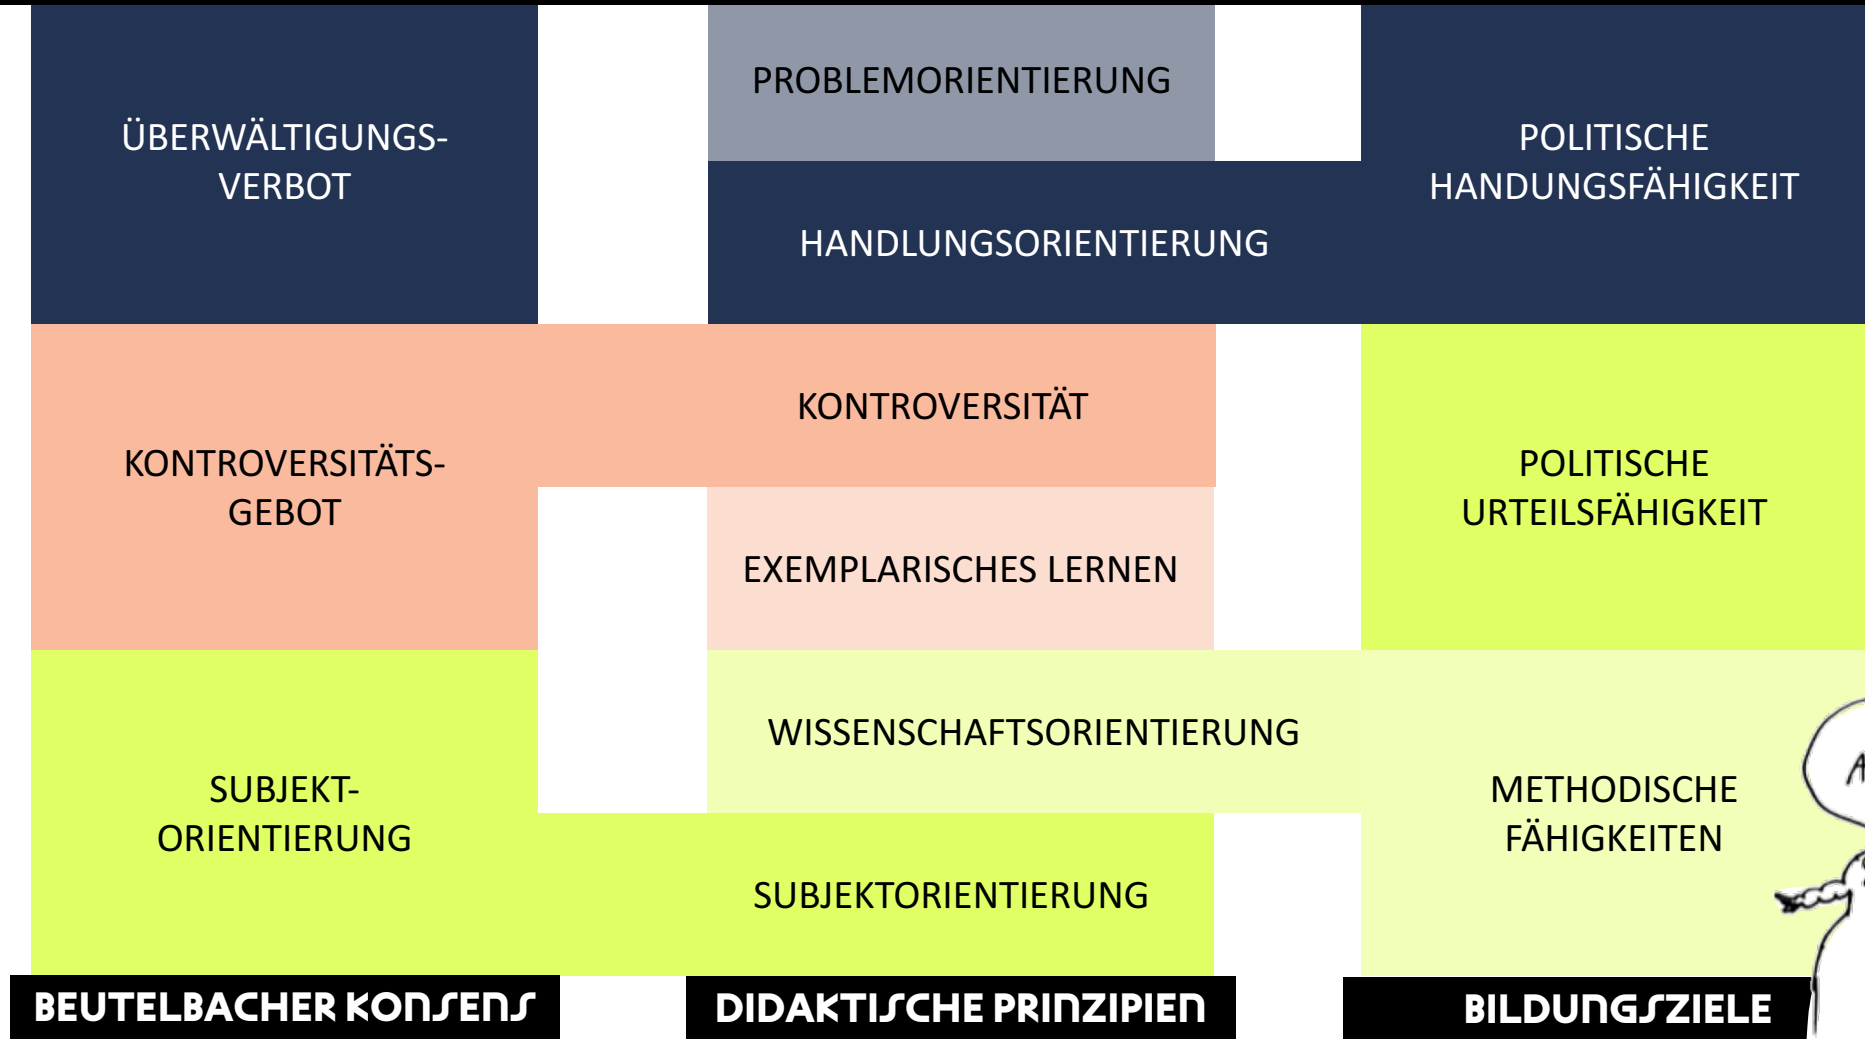 ÜBERWÄLTIGUNGS-
VERBOT
KONTROVERSITÄTS-
GEBOT
SUBJEKT-
ORIENTIERUNG
BEUTELBACHER KONSENS
PROBLEMORIENTIERUNG
HANDLUNGSORIENTIERUNG
KONTROVERSITÄT
EXEMPLARISCHES LERNEN
WISSENSCHAFTSORIENTIERUNG
SUBJEKTORIENTIERUNG
DIDAKTISCHE PRINZIPIEN
POLITISCHE
HANDUNGSFÄHIGKEIT
POLITISCHE
URTEILSFÄHIGKEIT
METHODISCHE
FÄHIGKEITEN
BILDUNGSZIELE